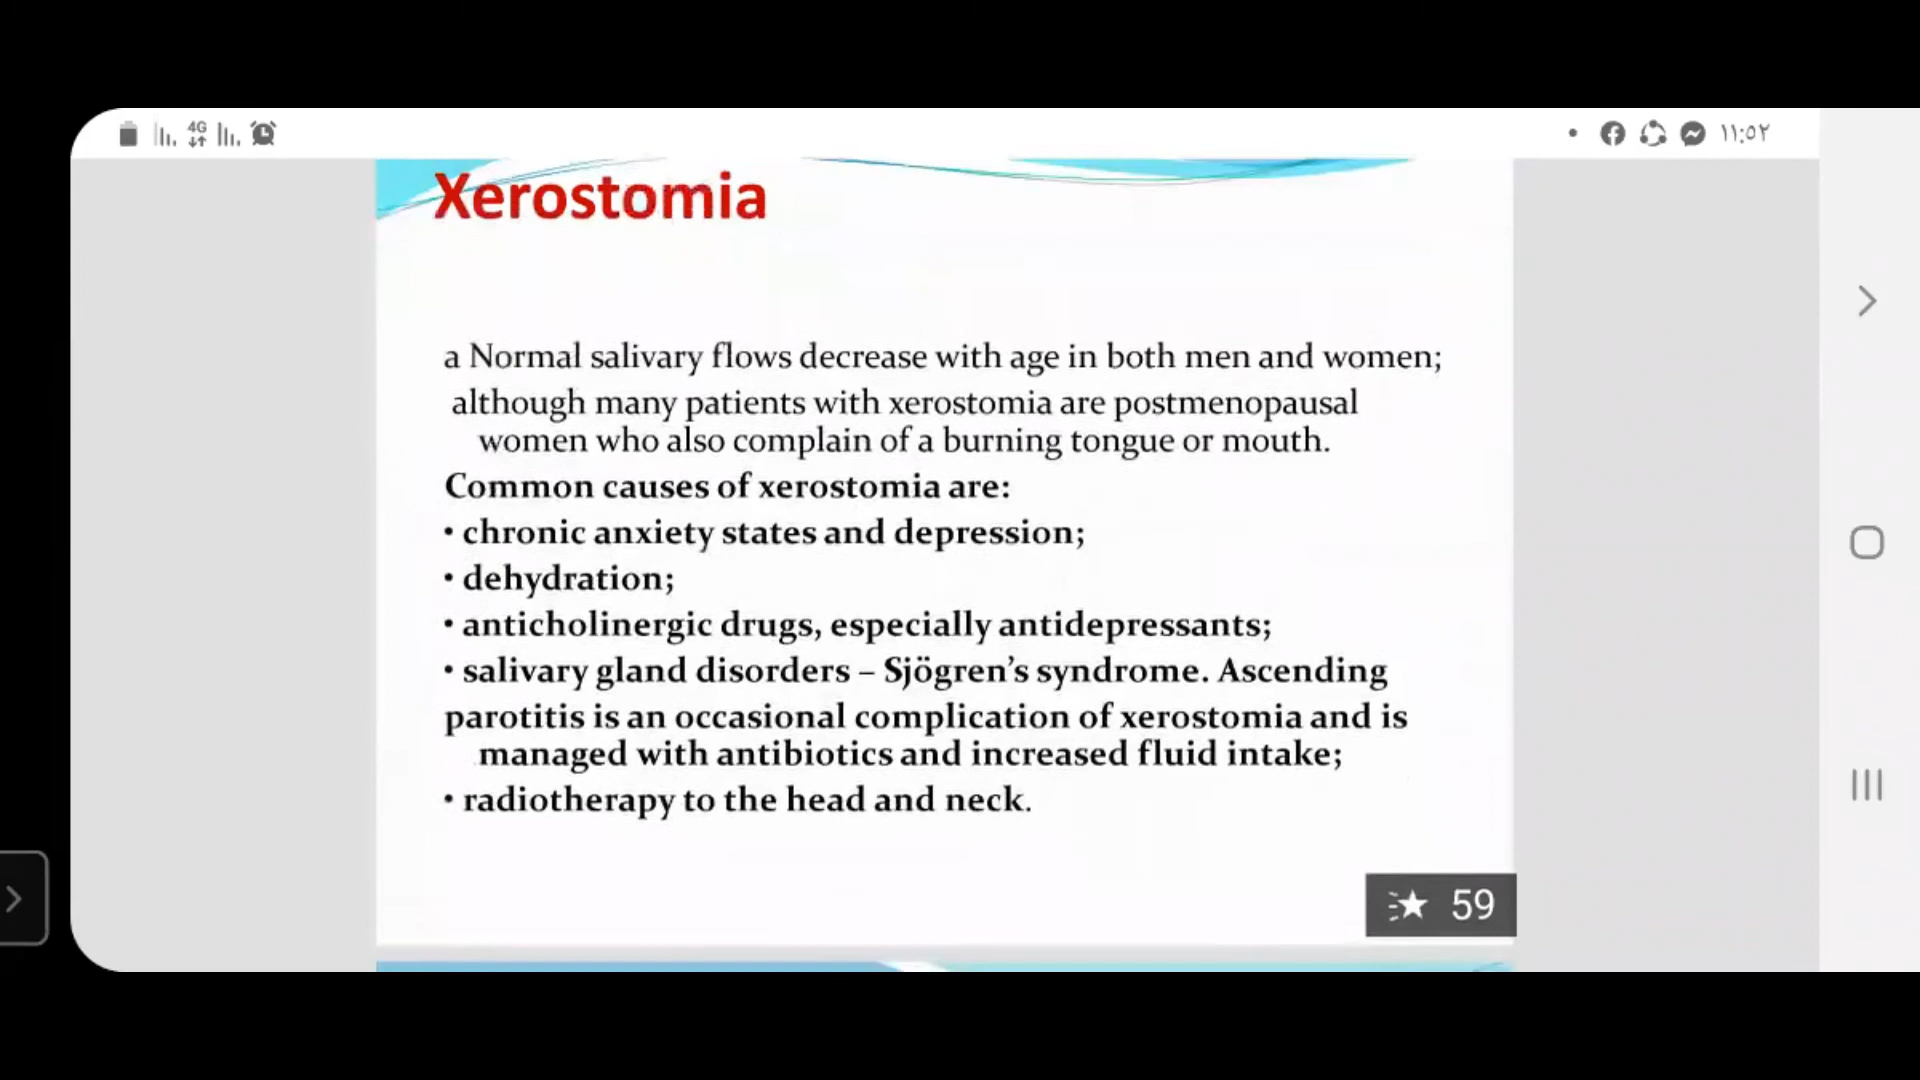 4G
١١:٥٢
Xerostomia
a Normal salivary flows decrease with age in both men and women;
although many patients with xerostomia are postmenopausal
women who also complain of a burning tongue or mouth.
Common causes of xerostomia are:
• chronic anxiety states and depression;
• dehydration;
• anticholinergic drugs, especially antidepressants;
• salivary gland disorders – Sjögren’s syndrome. Ascending
parotitis is an occasional complication of xerostomia and is
managed with antibiotics and increased fluid intake;
• radiotherapy to the head and neck.
59